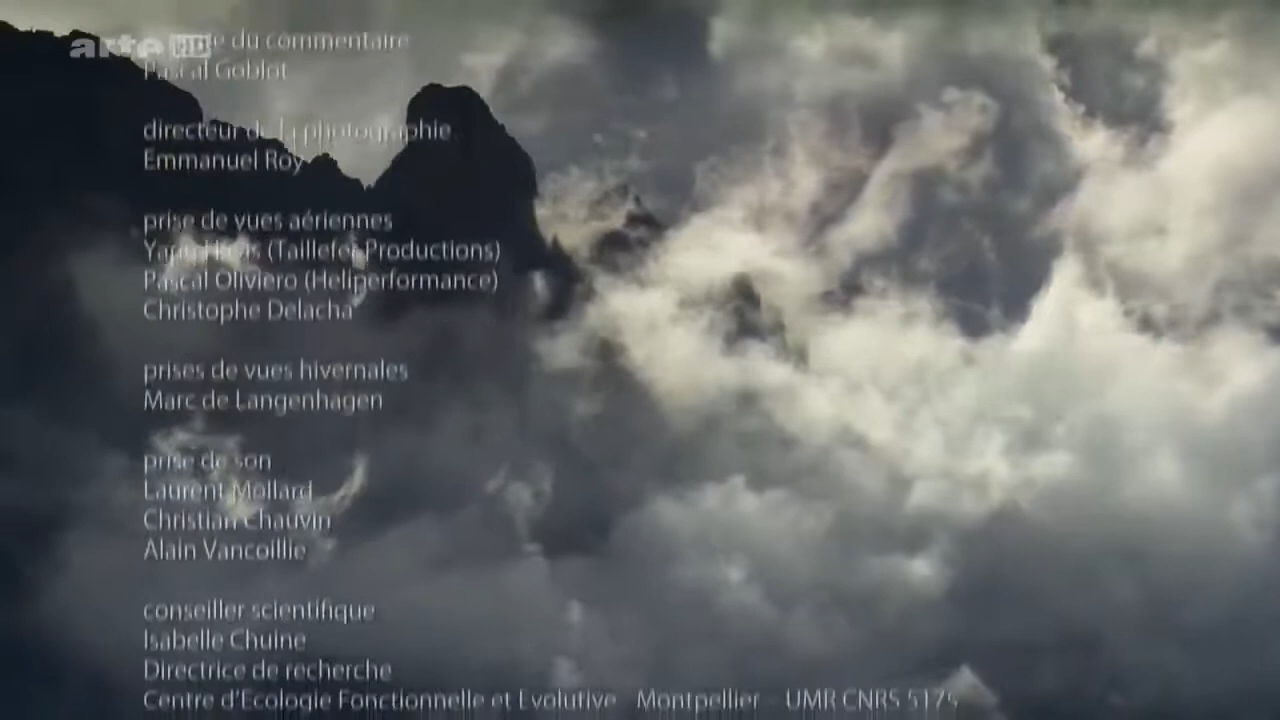 arte HD
du commentaire
Pascal Goblot
directeur de la photographie
Emmanuel Roy
prise de vues aériennes
(Taillefer Productions)
Pascal Oliviero (Heliperformance)
Christophe Delacha
prises de vues hivernales
Marc de Langenhagen
prise de son
Laurent Mollard
Christian Chauvin
Alain Vancoillie
conseiller scientifique
Isabelle Chuine
Directrice de recherche
Centre d'Ecologie Fonctionnelle et Evolutive Montpellier - UMR CNRS 5175